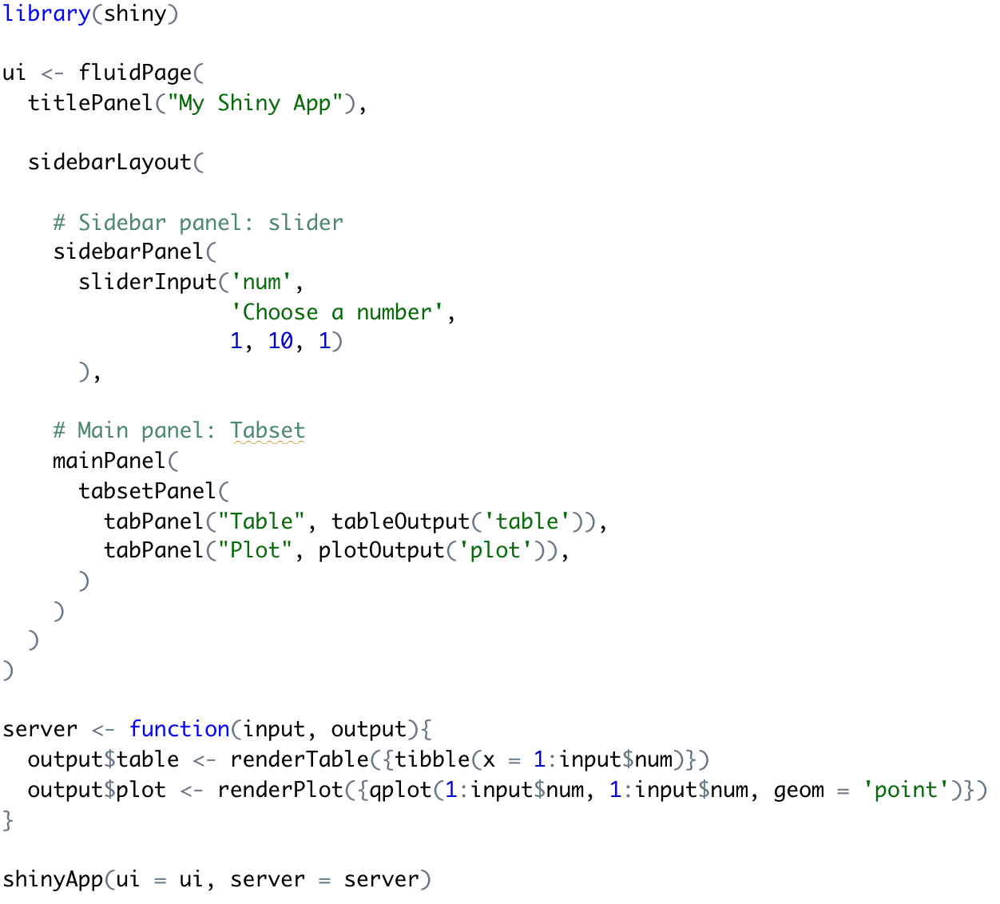 library(shiny)

ui <- fluidPage(
  titlePanel("My Shiny App"),

  sidebarLayout(

    # Sidebar panel: slider
    sidebarPanel(
      sliderInput('num',
                  'Choose a number',
                  1, 10, 1)
      ),

    # Main panel: Tabset
    mainPanel(
      tabsetPanel(
        tabPanel("Table", tableOutput('table')),
        tabPanel("Plot", plotOutput('plot')),
      )
    )
  )
)

server <- function(input, output){
  output$table <- renderTable({tibble(x = 1:input$num)})
  output$plot <- renderPlot({qplot(1:input$num, 1:input$num, geom = 'point')})
}

shinyApp(ui = ui, server = server)